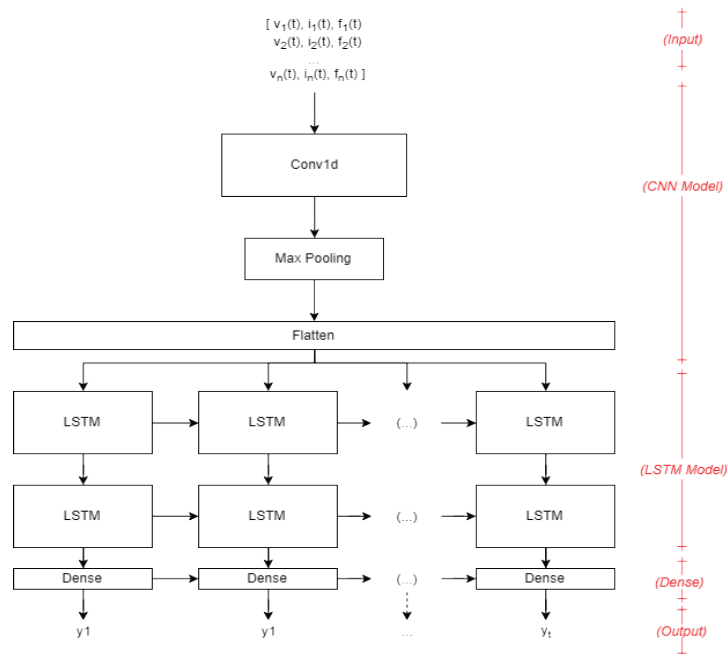 [ v₁(t), i₁(t), f₁(t)
v₂(t), i₂(t), f₂(t)
...
vₙ(t), iₙ(t), fₙ(t) ]
(Input)
Conv1d
(CNN Model)
Max Pooling
Flatten
LSTM LSTM (...) LSTM
(LSTM Model)
LSTM LSTM (...) LSTM
Dense Dense (...) Dense
(Dense)
y1 y1 ... yₜ
(Output)